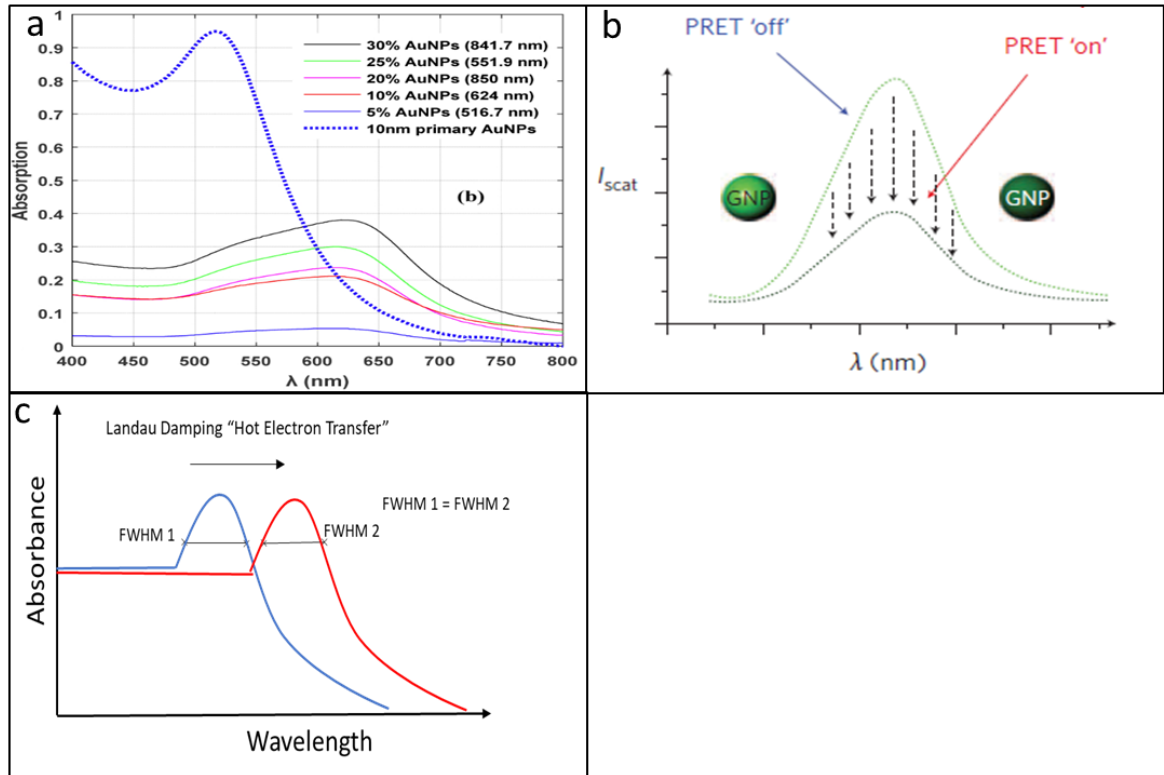 a
1
0.9
0.8
0.7
0.6
0.5
0.4
0.3
0.2
0.1
0
Absorption
30% AuNPs (841.7 nm)
25% AuNPs (551.9 nm)
20% AuNPs (850 nm)
10% AuNPs (624 nm)
5% AuNPs (516.7 nm)
10nm primary AuNPs
(b)
400 450 500 550 600 650 700 750 800
λ (nm)
b
PRET 'off'
PRET 'on'
Iscat
GNP
GNP
λ (nm)
c
Landau Damping “Hot Electron Transfer”
FWHM 1 = FWHM 2
FWHM 1
FWHM 2
Absorbance
Wavelength